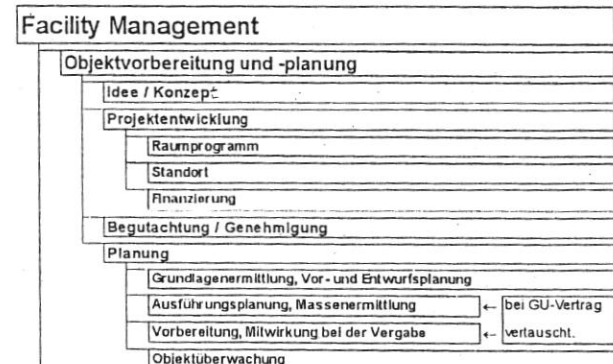 Facility Management
Objektvorbereitung und -planung
Idee / Konzept
Projektentwicklung
Raumprogramm
Standort
Finanzierung
Begutachtung / Genehmigung
Planung
Grundlagenermittlung, Vor- und Entwurfsplanung
Ausführungsplanung, Massenermittlung ← bei GU-Vertrag
Vorbereitung, Mitwirkung bei der Vergabe ← vertauscht.
Objektüberwachung